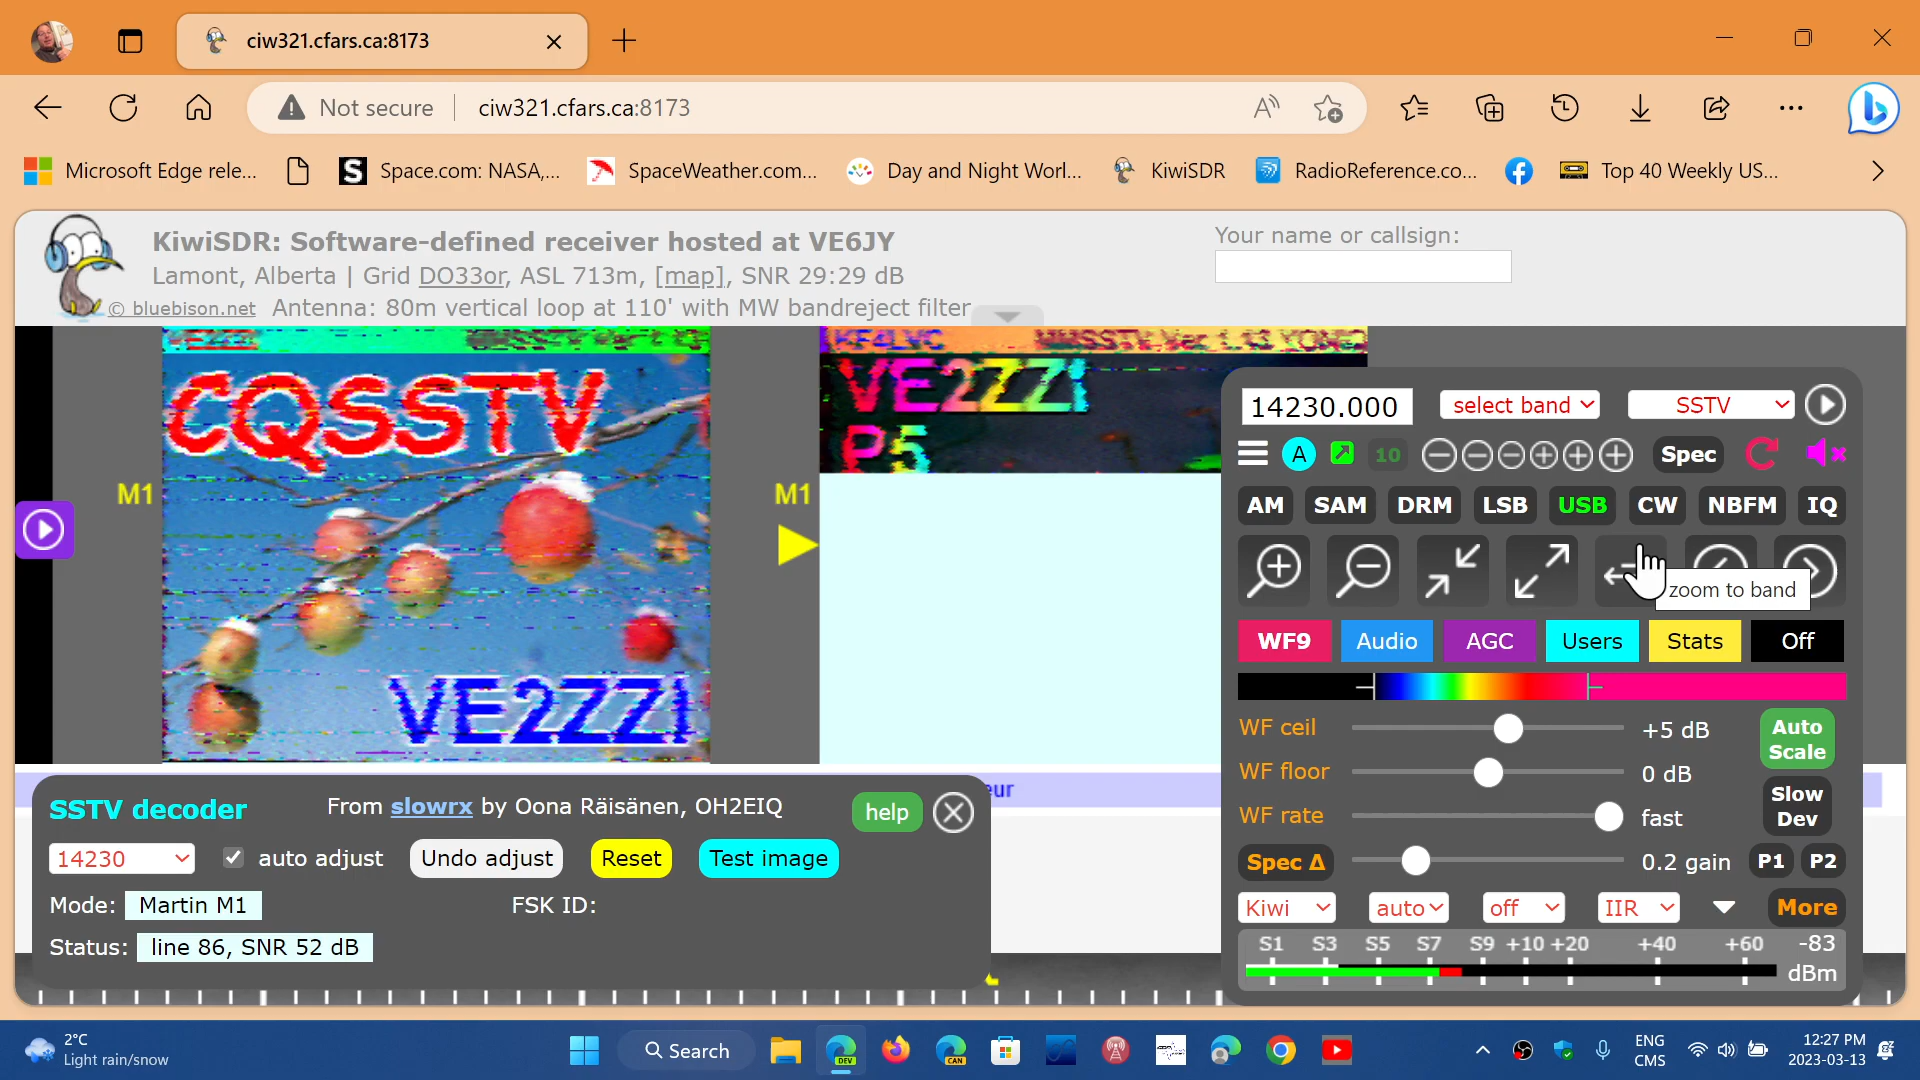 ciw321.cfars.ca:8173
Not secure
ciw321.cfars.ca:8173
Microsoft Edge rele...
Space.com: NASA,...
SpaceWeather.com...
Day and Night Worl...
KiwiSDR
RadioReference.co...
Top 40 Weekly US...
KiwiSDR: Software-defined receiver hosted at VE6JY
Lamont, Alberta | Grid DO33or, ASL 713m, [map], SNR 29:29 dB
© bluebison.net Antenna: 80m vertical loop at 110' with MW bandreject filter
Your name or callsign:
CQSSTV
M1
VE2ZZI
KF4LVC
VE2ZZI
P5
M1
14230.000
select band
SSTV
A
10
Spec
AM SAM DRM LSB USB CW NBFM IQ
zoom to band
WF9 Audio AGC Users Stats Off
WF ceil +5 dB
Auto Scale
WF floor 0 dB
WF rate fast
Slow Dev
Spec Δ 0.2 gain P1 P2
Kiwi auto off IIR More
S1 S3 S5 S7 S9 +10 +20 +40 +60 -83
dBm
eur
SSTV decoder
From slowrx by Oona Räisänen, OH2EIQ
help
14230
auto adjust
Undo adjust
Reset
Test image
Mode: Martin M1
FSK ID:
Status: line 86, SNR 52 dB
2°C
Light rain/snow
Search
DEV
CAN
ENG
CMS
12:27 PM
2023-03-13